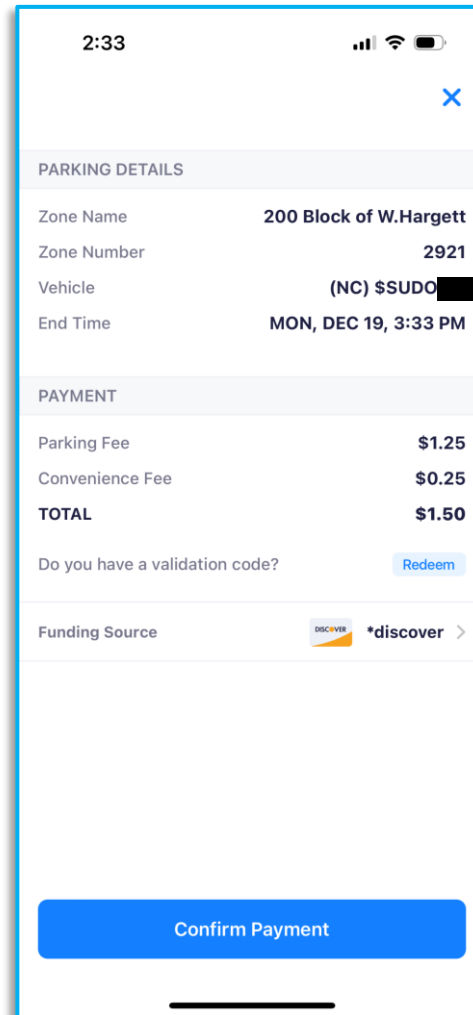 2:33
PARKING DETAILS
Zone Name 200 Block of W.Hargett
Zone Number 2921
Vehicle (NC) $SUDO
End Time MON, DEC 19, 3:33 PM
PAYMENT
Parking Fee $1.25
Convenience Fee $0.25
TOTAL $1.50
Do you have a validation code? Redeem
Funding Source DISCOVER *discover
Confirm Payment